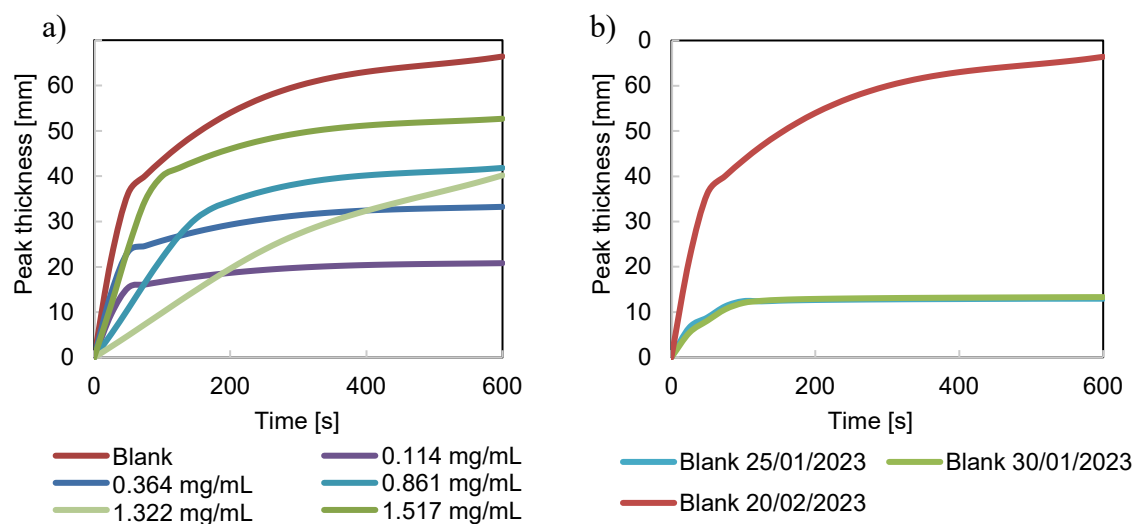 a)
Peak thickness [mm]
60
50
40
30
20
10
0
0 200 400 600
Time [s]
Blank 0.114 mg/mL
0.364 mg/mL 0.861 mg/mL
1.322 mg/mL 1.517 mg/mL
b)
Peak thickness [mm]
0
60
50
40
30
20
10
0
0 200 400 600
Time [s]
Blank 25/01/2023 Blank 30/01/2023
Blank 20/02/2023